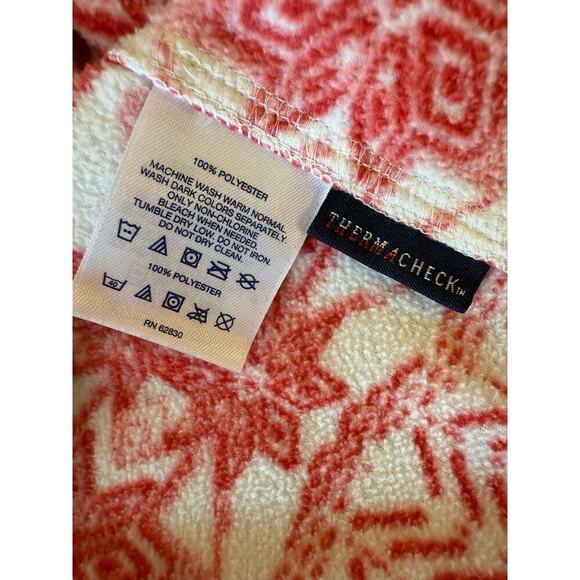 100% POLYESTER
MACHINE WASH WARM NORMAL
WASH DARK COLORS SEPARATELY.
ONLY NON-CHLORINE
BLEACH WHEN NEEDED.
TUMBLE DRY LOW. DO NOT IRON.
DO NOT DRY CLEAN.
100% POLYESTER
40
RN 62830
THERMACHECK™